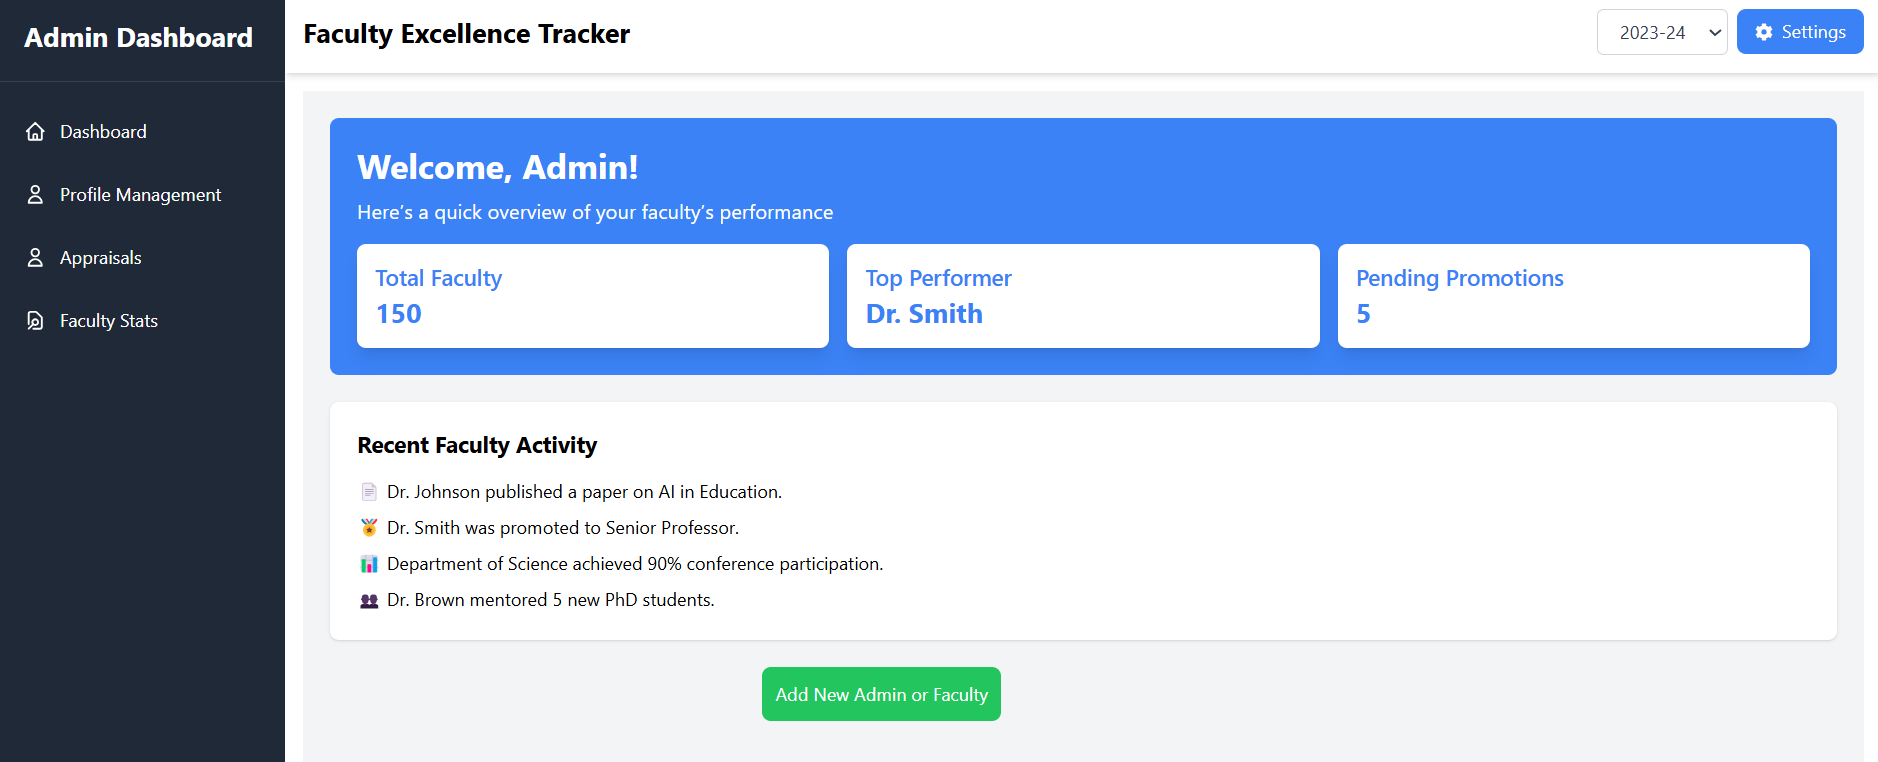 Admin Dashboard
Dashboard
Profile Management
Appraisals
Faculty Stats
Faculty Excellence Tracker
2023-24
Settings
Welcome, Admin!
Here’s a quick overview of your faculty’s performance
Total Faculty
150
Top Performer
Dr. Smith
Pending Promotions
5
Recent Faculty Activity
Dr. Johnson published a paper on AI in Education.
Dr. Smith was promoted to Senior Professor.
Department of Science achieved 90% conference participation.
Dr. Brown mentored 5 new PhD students.
Add New Admin or Faculty